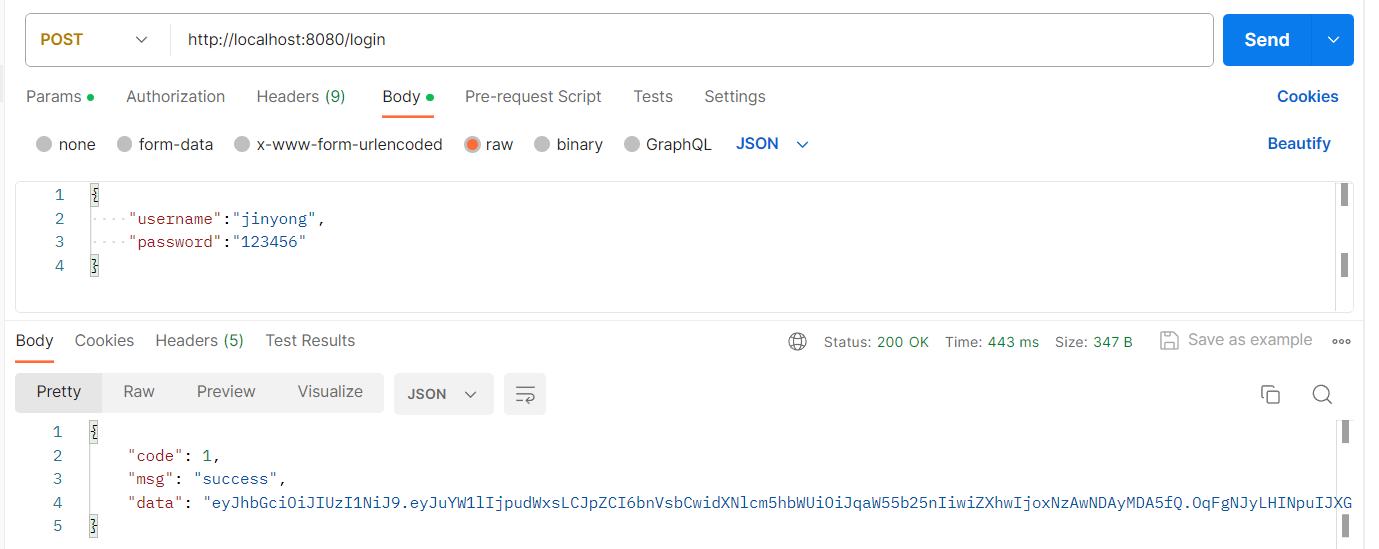 POST http://localhost:8080/login Send
Params Authorization Headers (9) Body Pre-request Script Tests Settings Cookies
none form-data x-www-form-urlencoded raw binary GraphQL JSON Beautify
1 {
2 ····"username":"jinyong",
3 ····"password":"123456"
4 }
Body Cookies Headers (5) Test Results Status: 200 OK Time: 443 ms Size: 347 B Save as example
Pretty Raw Preview Visualize JSON
1 {
2 "code": 1,
3 "msg": "success",
4 "data": "eyJhbGciOiJIUzI1NiJ9.eyJuYW1lIjpudWxsLCJpZCI6bnVsbCwidXNlcm5hbWUiOiJqaW55b25nIiwiZXhwIjoxNzAwNDAyMDA5fQ.OqFgNJyLHINpuIJXG
5 }